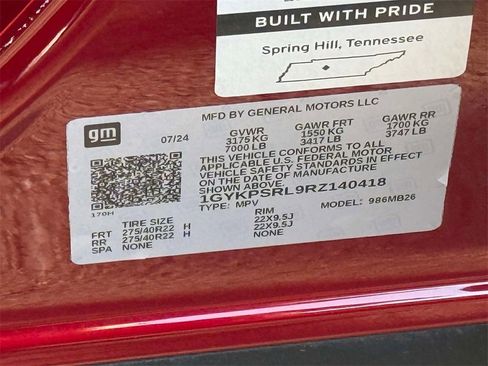 BUILT WITH PRIDE
Spring Hill, Tennessee
MFD BY GENERAL MOTORS LLC
gm
07/24
GVWR
3175 KG
7000 LB
GAWR FRT
1550 KG
3417 LB
GAWR RR
1700 KG
3747 LB
THIS VEHICLE CONFORMS TO ALL
APPLICABLE U.S. FEDERAL MOTOR
VEHICLE SAFETY STANDARDS IN EFFECT
ON THE DATE OF MANUFACTURE
SHOWN ABOVE.
1GYKPSRL9RZ140418
TYPE: MPV
MODEL: 986MB26
170H
TIRE SIZE
RIM
FRT 275/40R22 H 22X9.5J
RR 275/40R22 H 22X9.5J
SPA NONE NONE